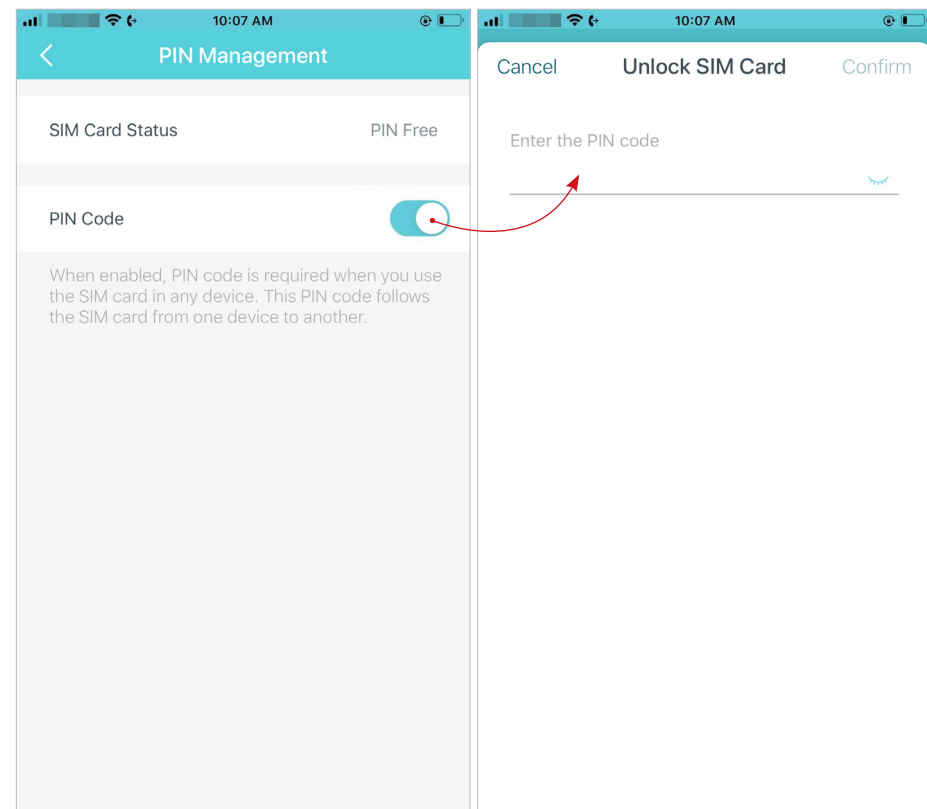 10:07 AM
PIN Management
SIM Card Status
PIN Free
PIN Code
When enabled, PIN code is required when you use
the SIM card in any device. This PIN code follows
the SIM card from one device to another.
10:07 AM
Cancel
Unlock SIM Card
Confirm
Enter the PIN code